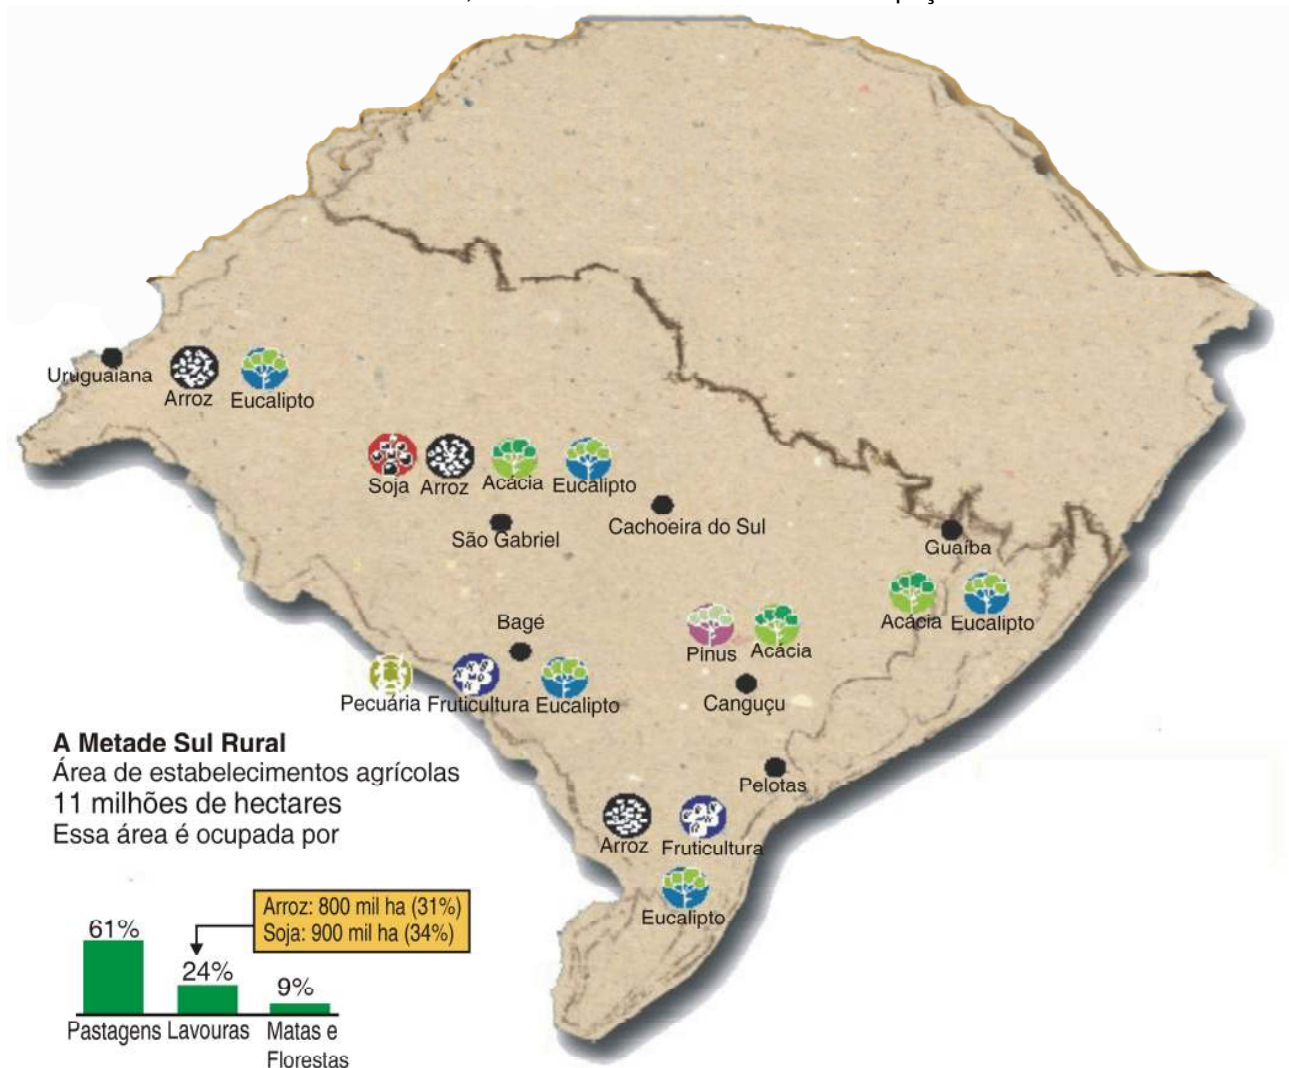 Uruguaiana
Arroz
Eucalipto
Soja
Arroz
Acácia
Eucalipto
São Gabriel
Cachoeira do Sul
Guaíba
Acácia
Eucalipto
Bagé
Pinus
Acácia
Pecuária
Fruticultura
Eucalipto
Canguçu
Pelotas
Arroz
Fruticultura
Eucalipto
A Metade Sul Rural
Área de estabelecimentos agrícolas
11 milhões de hectares
Essa área é ocupada por
Arroz: 800 mil ha (31%)
Soja: 900 mil ha (34%)
61%
24%
9%
Pastagens
Lavouras
Matas e
Florestas